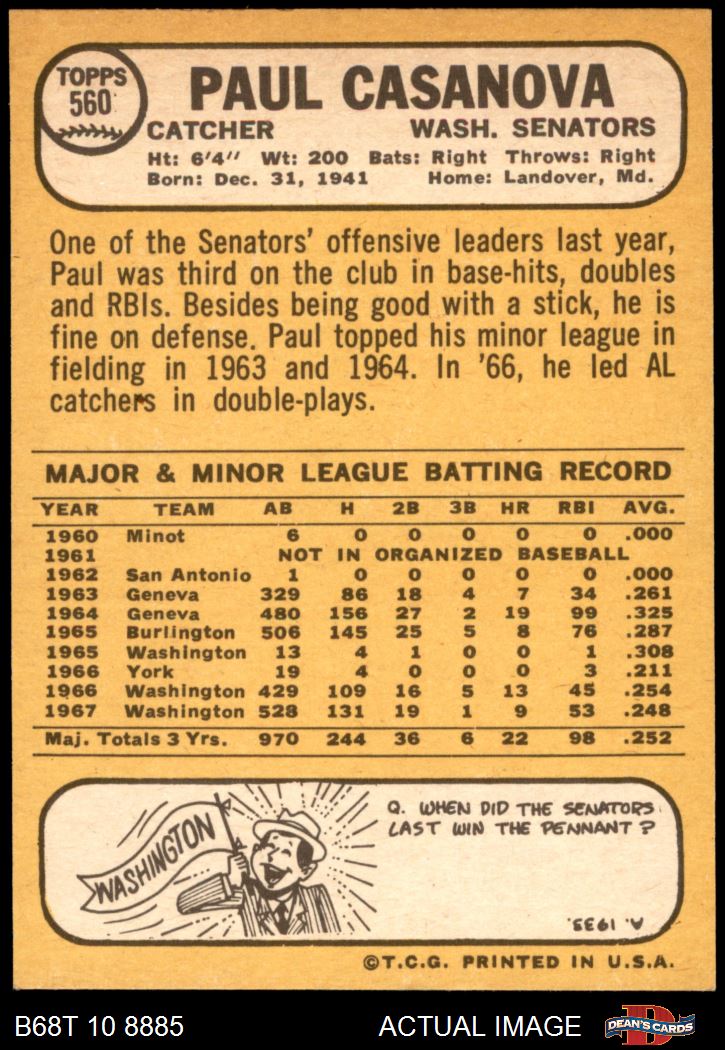 TOPPS
560
PAUL CASANOVA
CATCHER WASH. SENATORS
Ht: 6'4" Wt: 200 Bats: Right Throws: Right
Born: Dec. 31, 1941 Home: Landover, Md.
One of the Senators' offensive leaders last year,
Paul was third on the club in base-hits, doubles
and RBIs. Besides being good with a stick, he is
fine on defense. Paul topped his minor league in
fielding in 1963 and 1964. In '66, he led AL
catchers in double-plays.
MAJOR & MINOR LEAGUE BATTING RECORD
YEAR TEAM AB H 2B 3B HR RBI AVG.
1960 Minot 6 0 0 0 0 0 .000
1961 NOT IN ORGANIZED BASEBALL
1962 San Antonio 1 0 0 0 0 0 .000
1963 Geneva 329 86 18 4 7 34 .261
1964 Geneva 480 156 27 2 19 99 .325
1965 Burlington 506 145 25 5 8 76 .287
1965 Washington 13 4 1 0 0 1 .308
1966 York 19 4 0 0 0 3 .211
1966 Washington 429 109 16 5 13 45 .254
1967 Washington 528 131 19 1 9 53 .248
Maj. Totals 3 Yrs. 970 244 36 6 22 98 .252
WASHINGTON
Q. WHEN DID THE SENATORS
LAST WIN THE PENNANT?
A. 1933.
©T.C.G. PRINTED IN U.S.A.
B68T 10 8885 ACTUAL IMAGE
D
DEAN'S CARDS